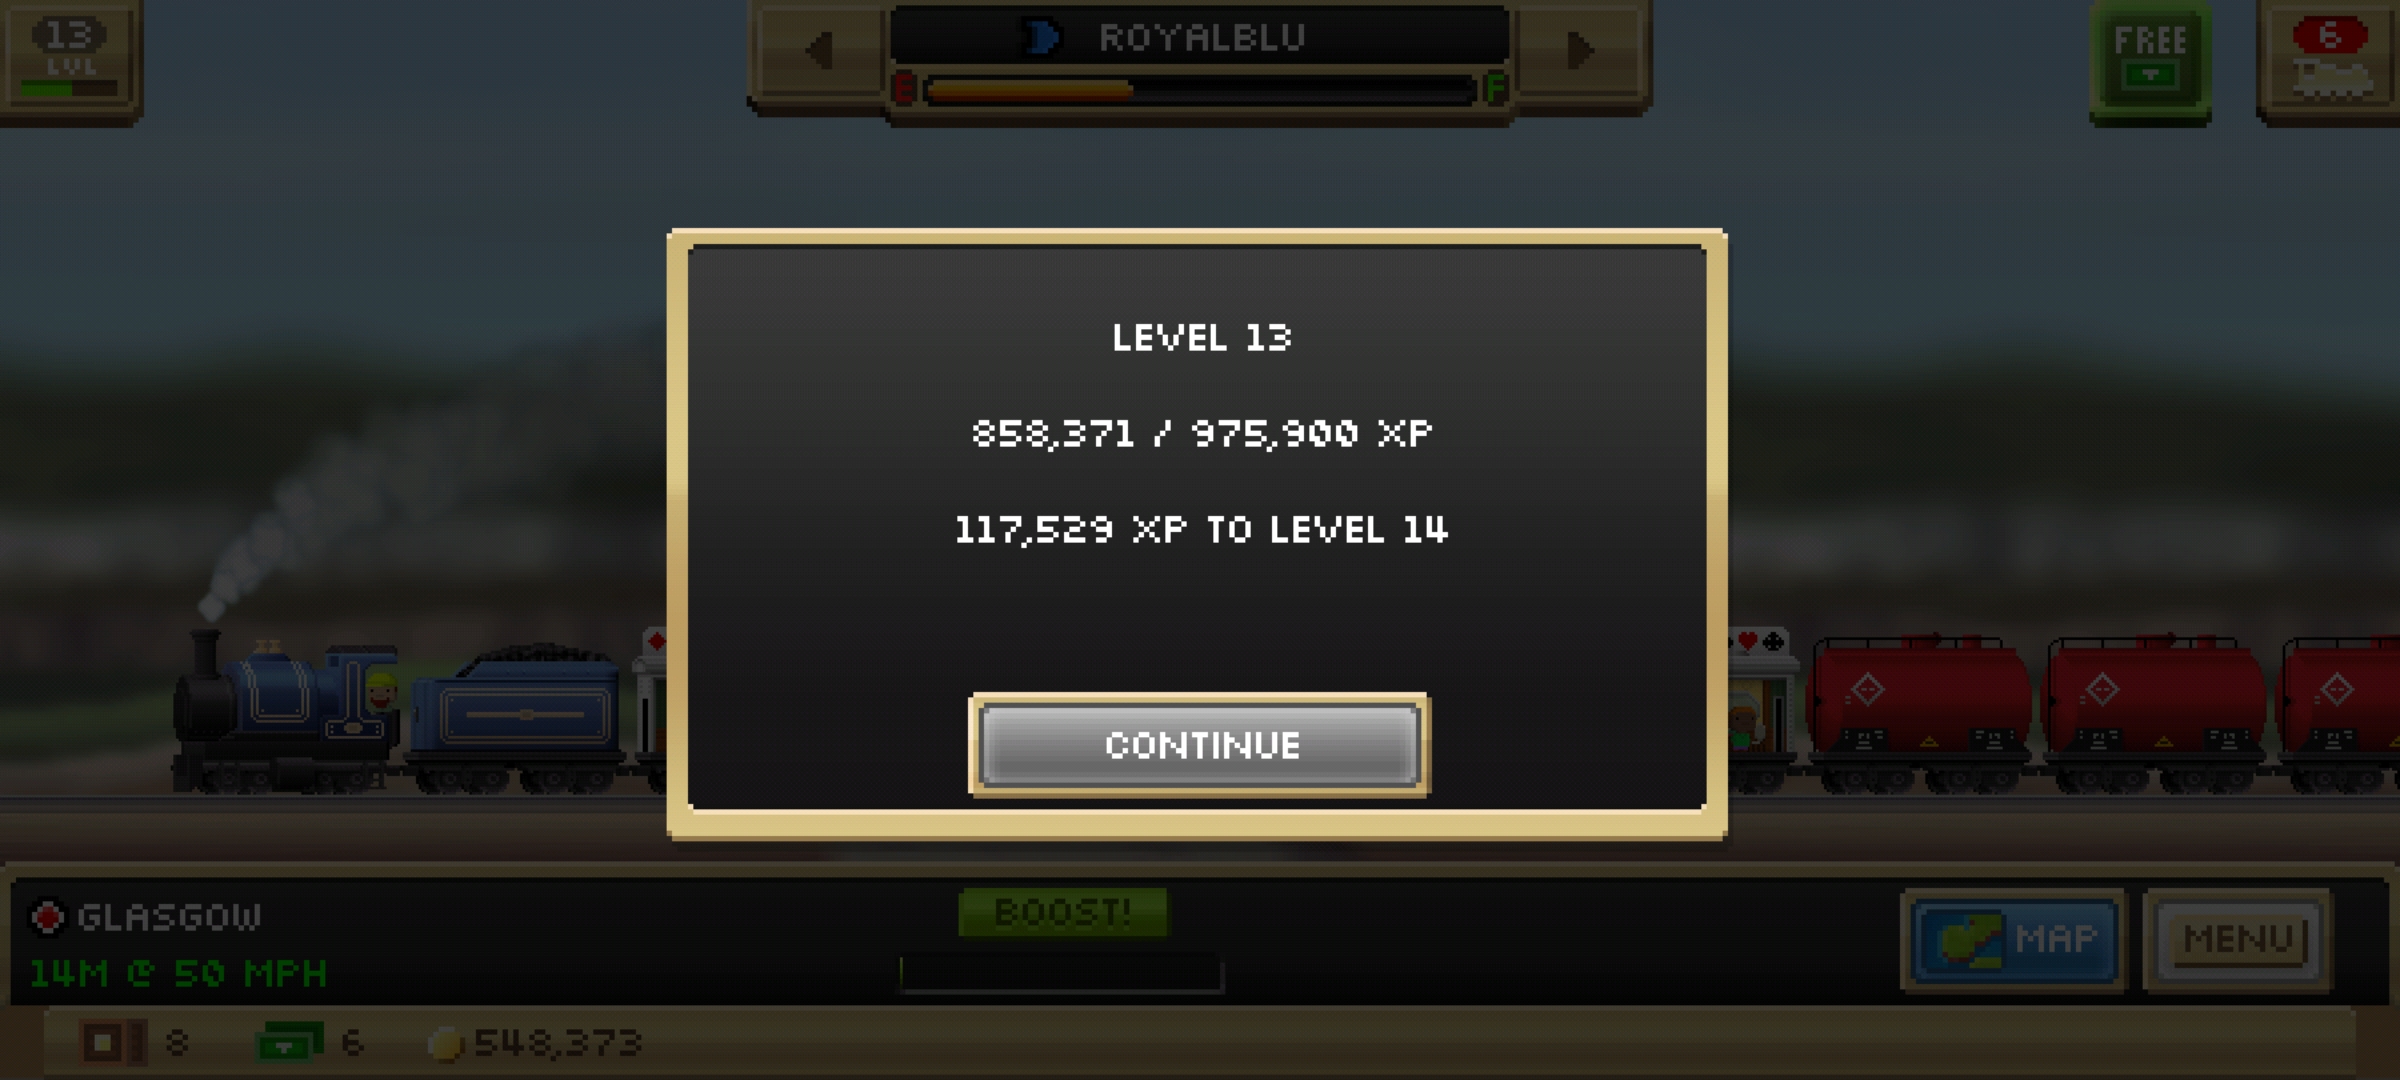 13
LVL
ROYALBLU
E
F
FREE
6
LEVEL 13
858,371 / 975,900 XP
117,529 XP TO LEVEL 14
CONTINUE
GLASGOW
14M @ 50 MPH
BOOST!
MAP
MENU
8
6
548,373